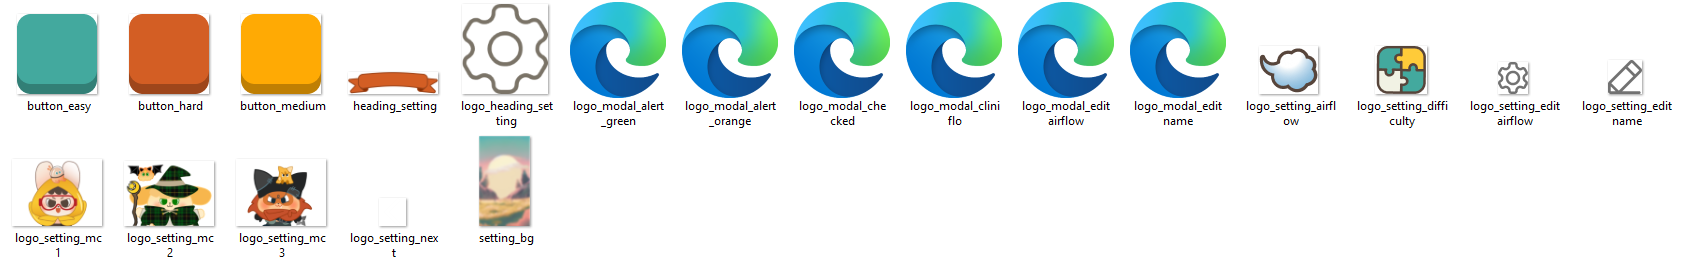 button_easy
button_hard
button_medium
heading_setting
logo_heading_set
ting
logo_modal_alert
_green
logo_modal_alert
_orange
logo_modal_che
cked
logo_modal_clini
flo
logo_modal_edit
airflow
logo_modal_edit
name
logo_setting_airfl
ow
logo_setting_diffi
culty
logo_setting_edit
airflow
logo_setting_edit
name
logo_setting_mc
1
logo_setting_mc
2
logo_setting_mc
3
logo_setting_nex
t
setting_bg